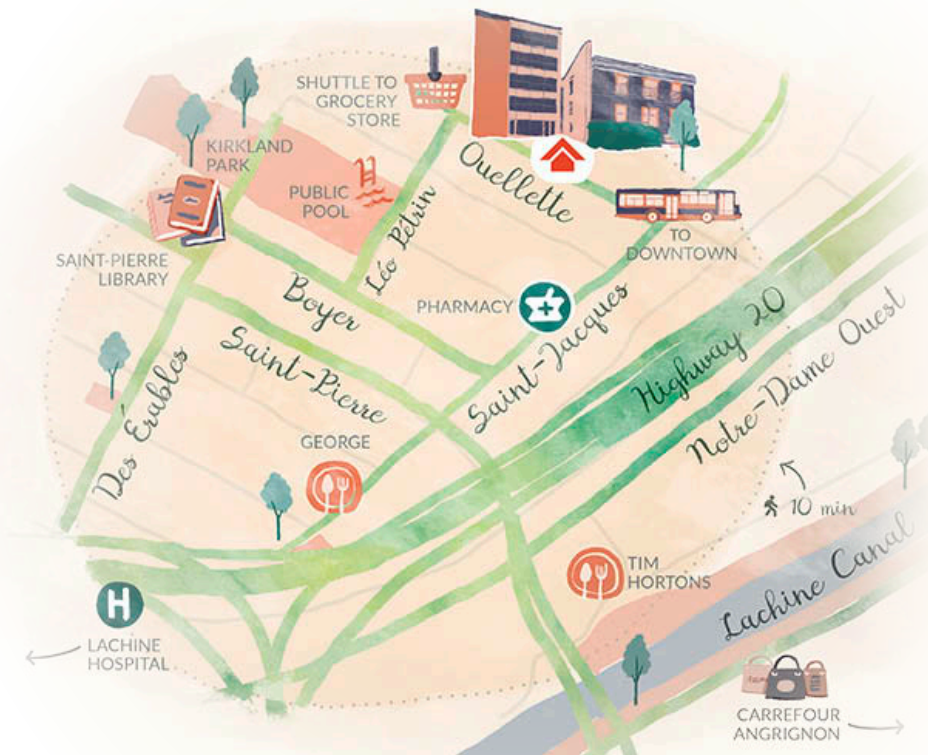 SHUTTLE TO
GROCERY
STORE
KIRKLAND
PARK
PUBLIC
POOL
Ouellette
Léo Pétrin
TO
DOWNTOWN
SAINT-PIERRE
LIBRARY
Boyer
PHARMACY
Saint-Pierre
Saint-Jacques
Highway 20
Notre-Dame Ouest
Des Érables
GEORGE
10 min
TIM
HORTONS
Lachine Canal
H
LACHINE
HOSPITAL
CARREFOUR
ANGRIGNON